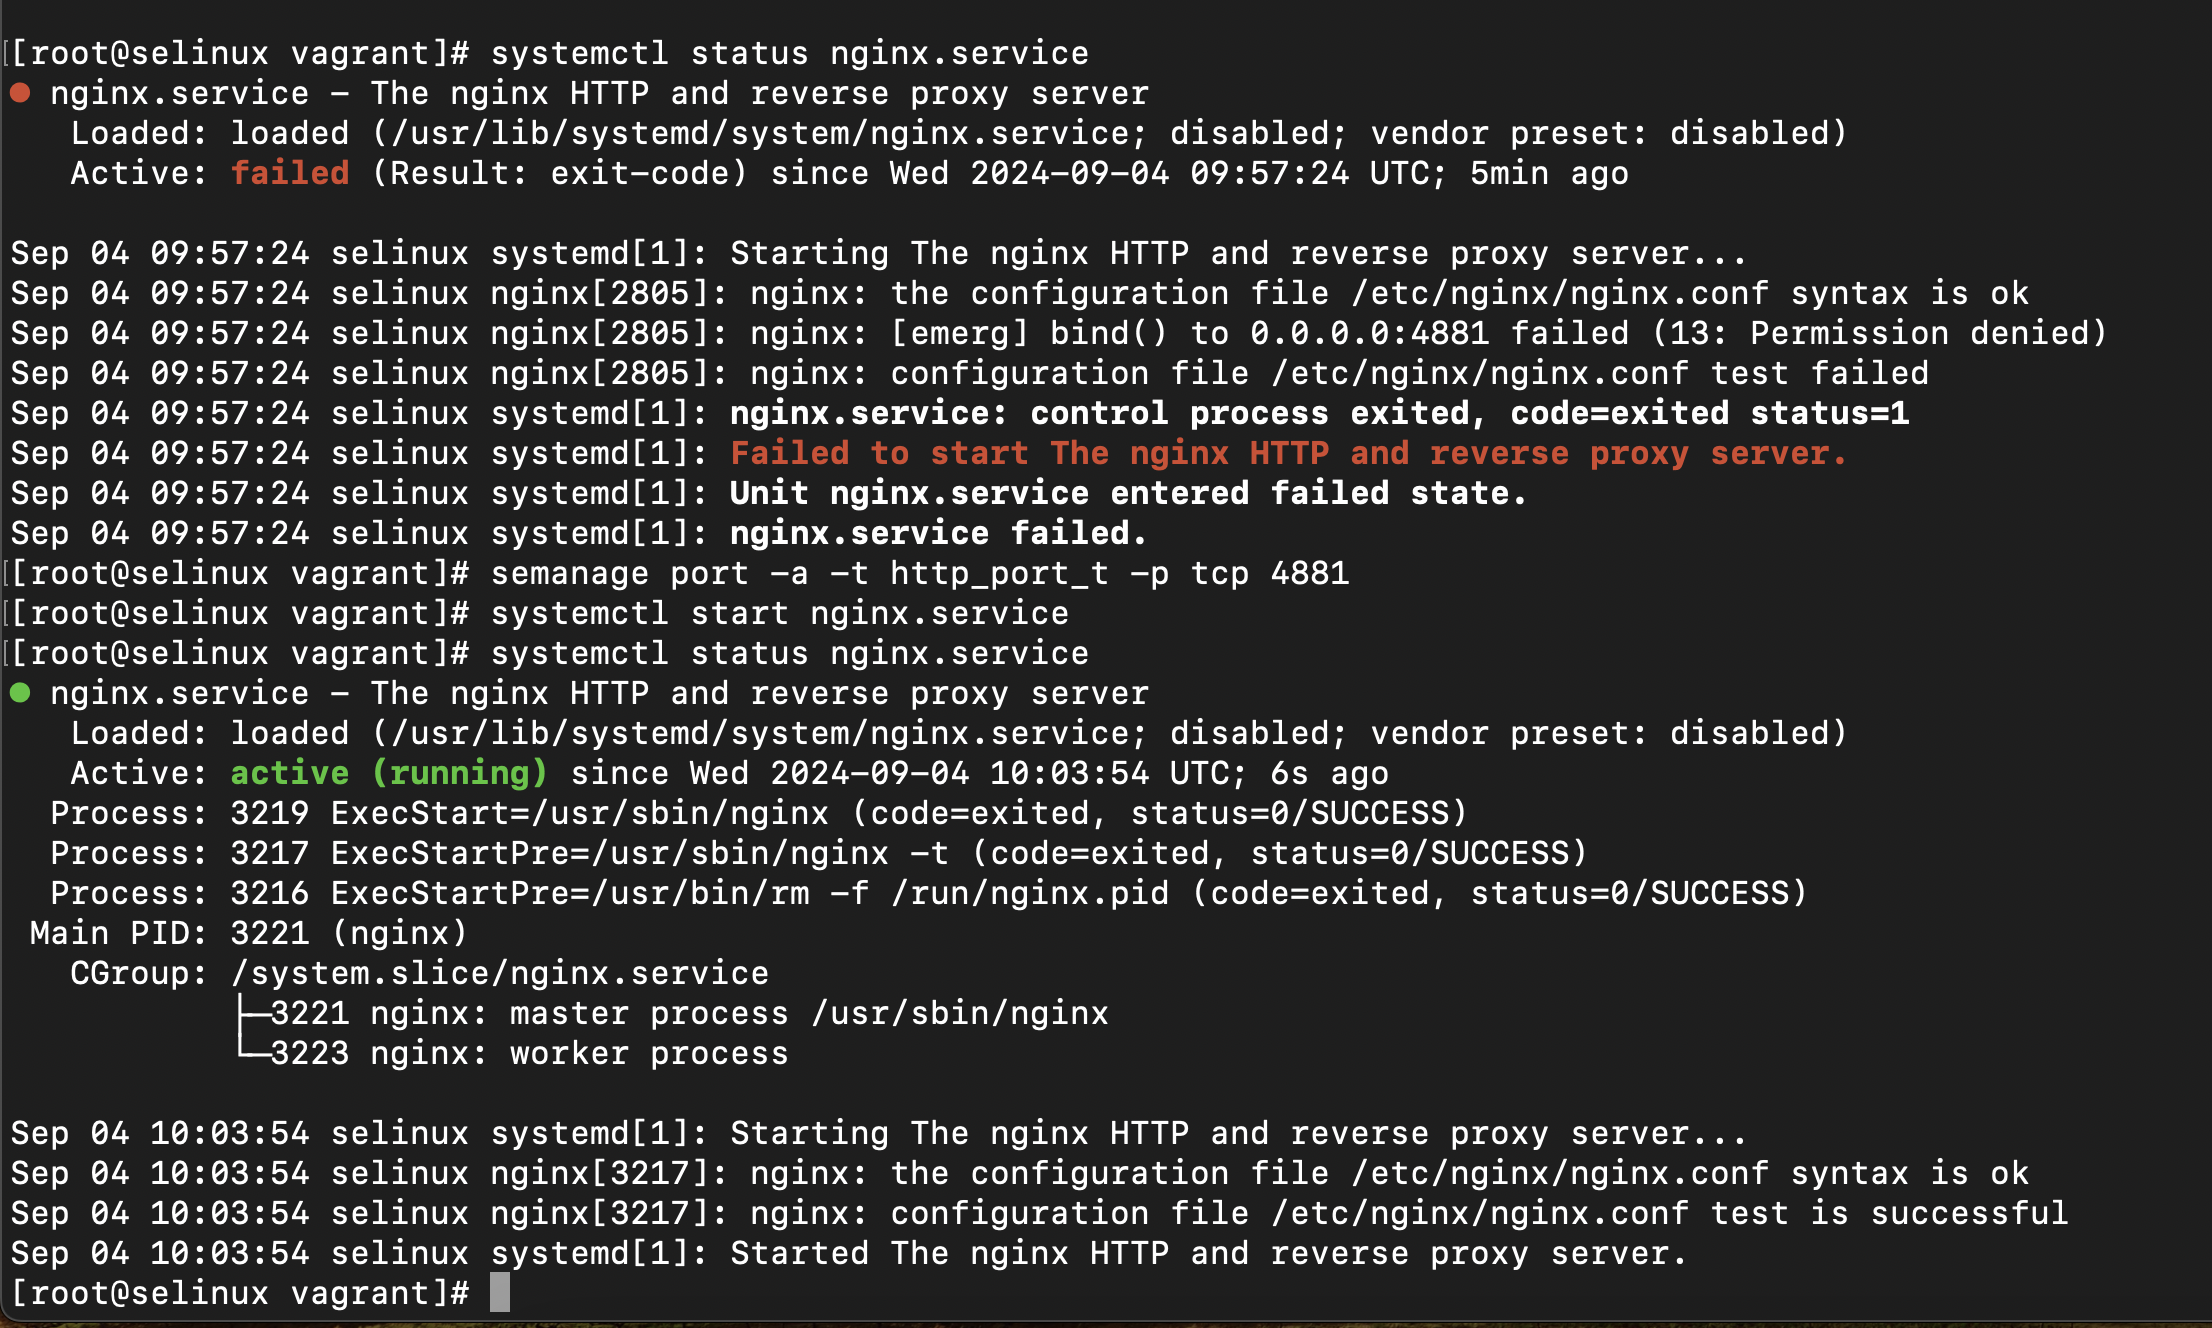 [[root@selinux vagrant]# systemctl status nginx.service
● nginx.service – The nginx HTTP and reverse proxy server
   Loaded: loaded (/usr/lib/systemd/system/nginx.service; disabled; vendor preset: disabled)
   Active: failed (Result: exit-code) since Wed 2024-09-04 09:57:24 UTC; 5min ago

Sep 04 09:57:24 selinux systemd[1]: Starting The nginx HTTP and reverse proxy server...
Sep 04 09:57:24 selinux nginx[2805]: nginx: the configuration file /etc/nginx/nginx.conf syntax is ok
Sep 04 09:57:24 selinux nginx[2805]: nginx: [emerg] bind() to 0.0.0.0:4881 failed (13: Permission denied)
Sep 04 09:57:24 selinux nginx[2805]: nginx: configuration file /etc/nginx/nginx.conf test failed
Sep 04 09:57:24 selinux systemd[1]: nginx.service: control process exited, code=exited status=1
Sep 04 09:57:24 selinux systemd[1]: Failed to start The nginx HTTP and reverse proxy server.
Sep 04 09:57:24 selinux systemd[1]: Unit nginx.service entered failed state.
Sep 04 09:57:24 selinux systemd[1]: nginx.service failed.
[[root@selinux vagrant]# semanage port -a -t http_port_t -p tcp 4881
[[root@selinux vagrant]# systemctl start nginx.service
[[root@selinux vagrant]# systemctl status nginx.service
● nginx.service – The nginx HTTP and reverse proxy server
   Loaded: loaded (/usr/lib/systemd/system/nginx.service; disabled; vendor preset: disabled)
   Active: active (running) since Wed 2024-09-04 10:03:54 UTC; 6s ago
  Process: 3219 ExecStart=/usr/sbin/nginx (code=exited, status=0/SUCCESS)
  Process: 3217 ExecStartPre=/usr/sbin/nginx -t (code=exited, status=0/SUCCESS)
  Process: 3216 ExecStartPre=/usr/bin/rm -f /run/nginx.pid (code=exited, status=0/SUCCESS)
 Main PID: 3221 (nginx)
   CGroup: /system.slice/nginx.service
           ├─3221 nginx: master process /usr/sbin/nginx
           └─3223 nginx: worker process

Sep 04 10:03:54 selinux systemd[1]: Starting The nginx HTTP and reverse proxy server...
Sep 04 10:03:54 selinux nginx[3217]: nginx: the configuration file /etc/nginx/nginx.conf syntax is ok
Sep 04 10:03:54 selinux nginx[3217]: nginx: configuration file /etc/nginx/nginx.conf test is successful
Sep 04 10:03:54 selinux systemd[1]: Started The nginx HTTP and reverse proxy server.
[root@selinux vagrant]#